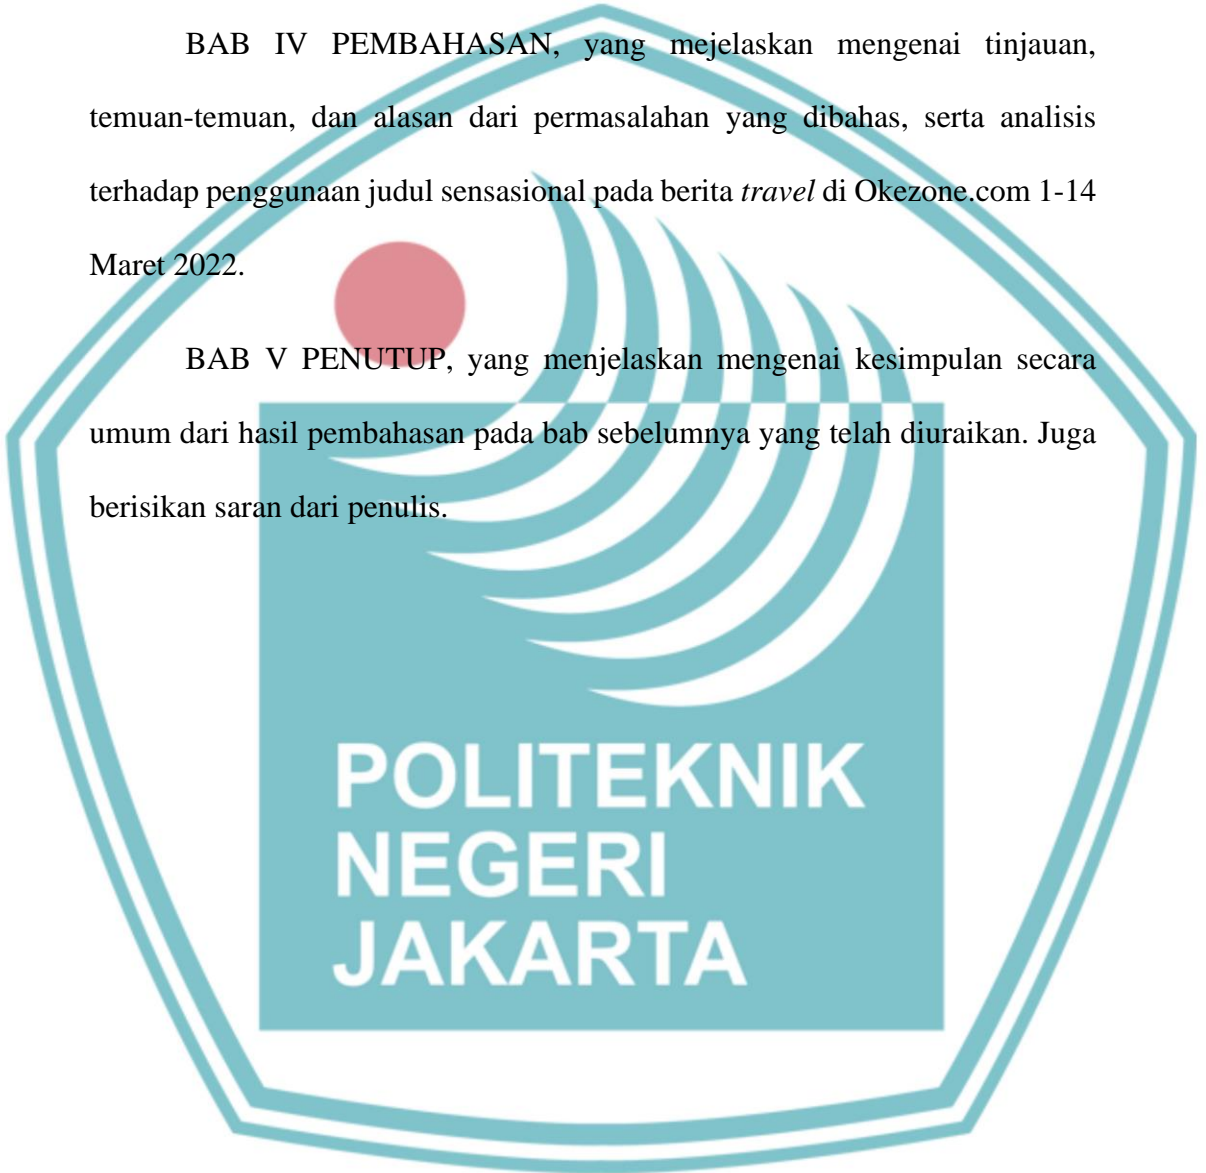 BAB IV PEMBAHASAN, yang mejelaskan mengenai tinjauan,
temuan-temuan, dan alasan dari permasalahan yang dibahas, serta analisis
terhadap penggunaan judul sensasional pada berita travel di Okezone.com 1-14
Maret 2022.
BAB V PENUTUP, yang menjelaskan mengenai kesimpulan secara
umum dari hasil pembahasan pada bab sebelumnya yang telah diuraikan. Juga
berisikan saran dari penulis.
POLITEKNIK
NEGERI
JAKARTA